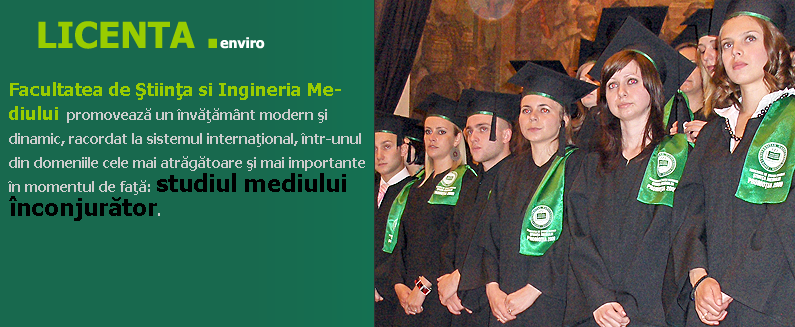 LICENTA .enviro
Facultatea de Ştiinţa si Ingineria Me-
diului promovează un învăţământ modern şi
dinamic, racordat la sistemul internaţional, într-unul
din domeniile cele mai atrăgătoare şi mai importante
în momentul de faţă: studiul mediului
înconjurător.